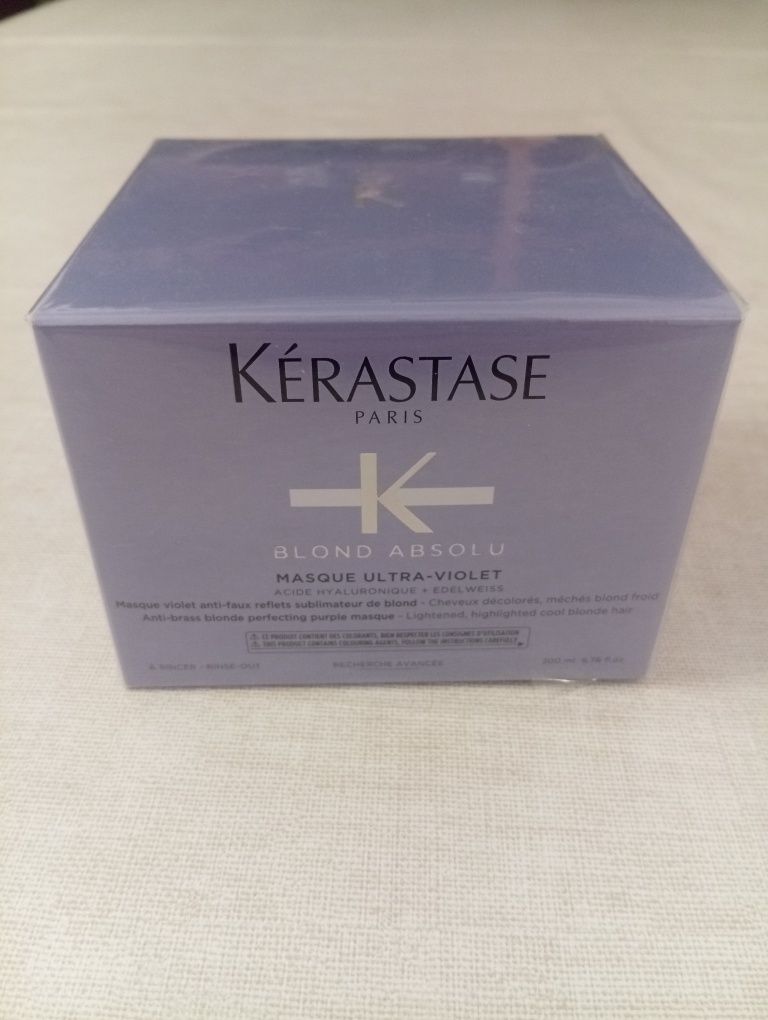 KÉRASTASE
PARIS
K
BLOND ABSOLU
MASQUE ULTRA-VIOLET
ACIDE HYALURONIQUE + EDELWEISS
Masque violet anti-faux reflets sublimateur de blond - Cheveux décolorés, méchés blond froid
Anti-brass blonde perfecting purple masque - Lightened, highlighted cool blonde hair
CE PRODUIT CONTIENT DES COLORANTS, BIEN RESPECTER LES CONSIGNES D'UTILISATION
THIS PRODUCT CONTAINS COLOURING AGENTS, FOLLOW THE INSTRUCTIONS CAREFULLY
À RINCER - RINSE-OUT RECHERCHE AVANCÉE 200 ml 6.76 fl.oz